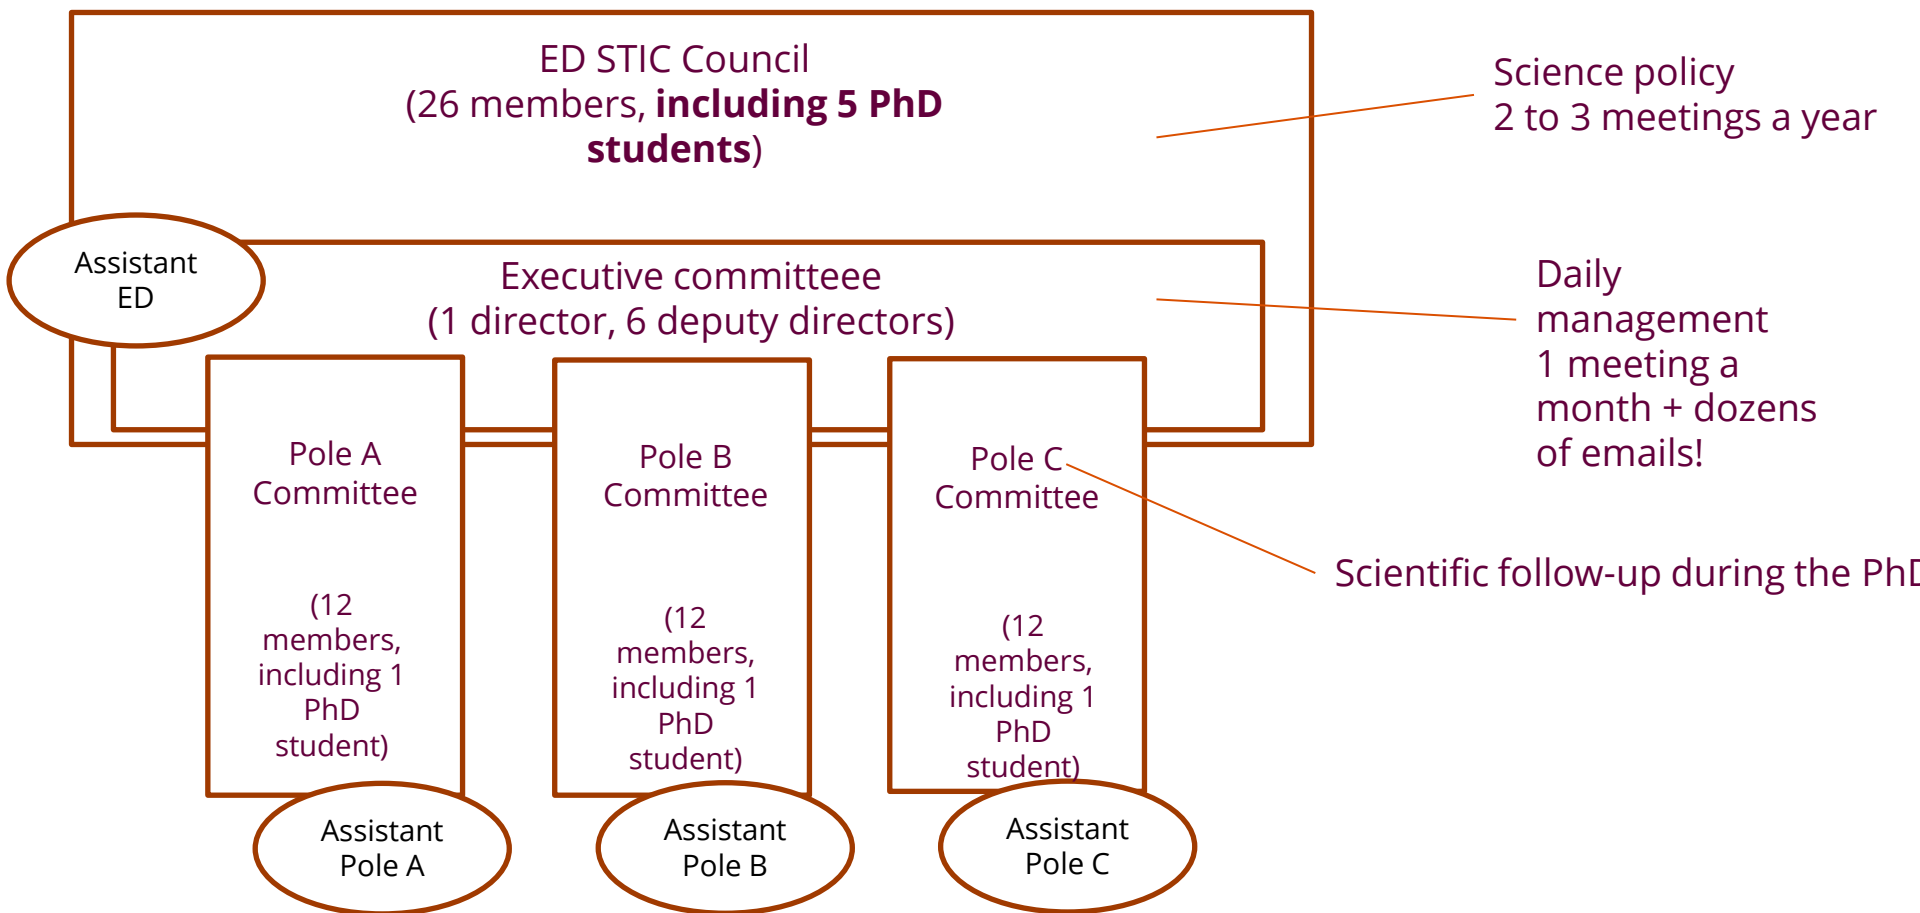 ED STIC Council
(26 members, including 5 PhD
students)
Science policy
2 to 3 meetings a year
Assistant
ED
Executive committeee
(1 director, 6 deputy directors)
Daily
management
1 meeting a
month + dozens
of emails!
Pole A
Committee
(12
members,
including 1
PhD
student)
Pole B
Committee
(12
members,
including 1
PhD
student)
Pole C
Committee
(12
members,
including 1
PhD
student)
Scientific follow-up during the PhD
Assistant
Pole A
Assistant
Pole B
Assistant
Pole C